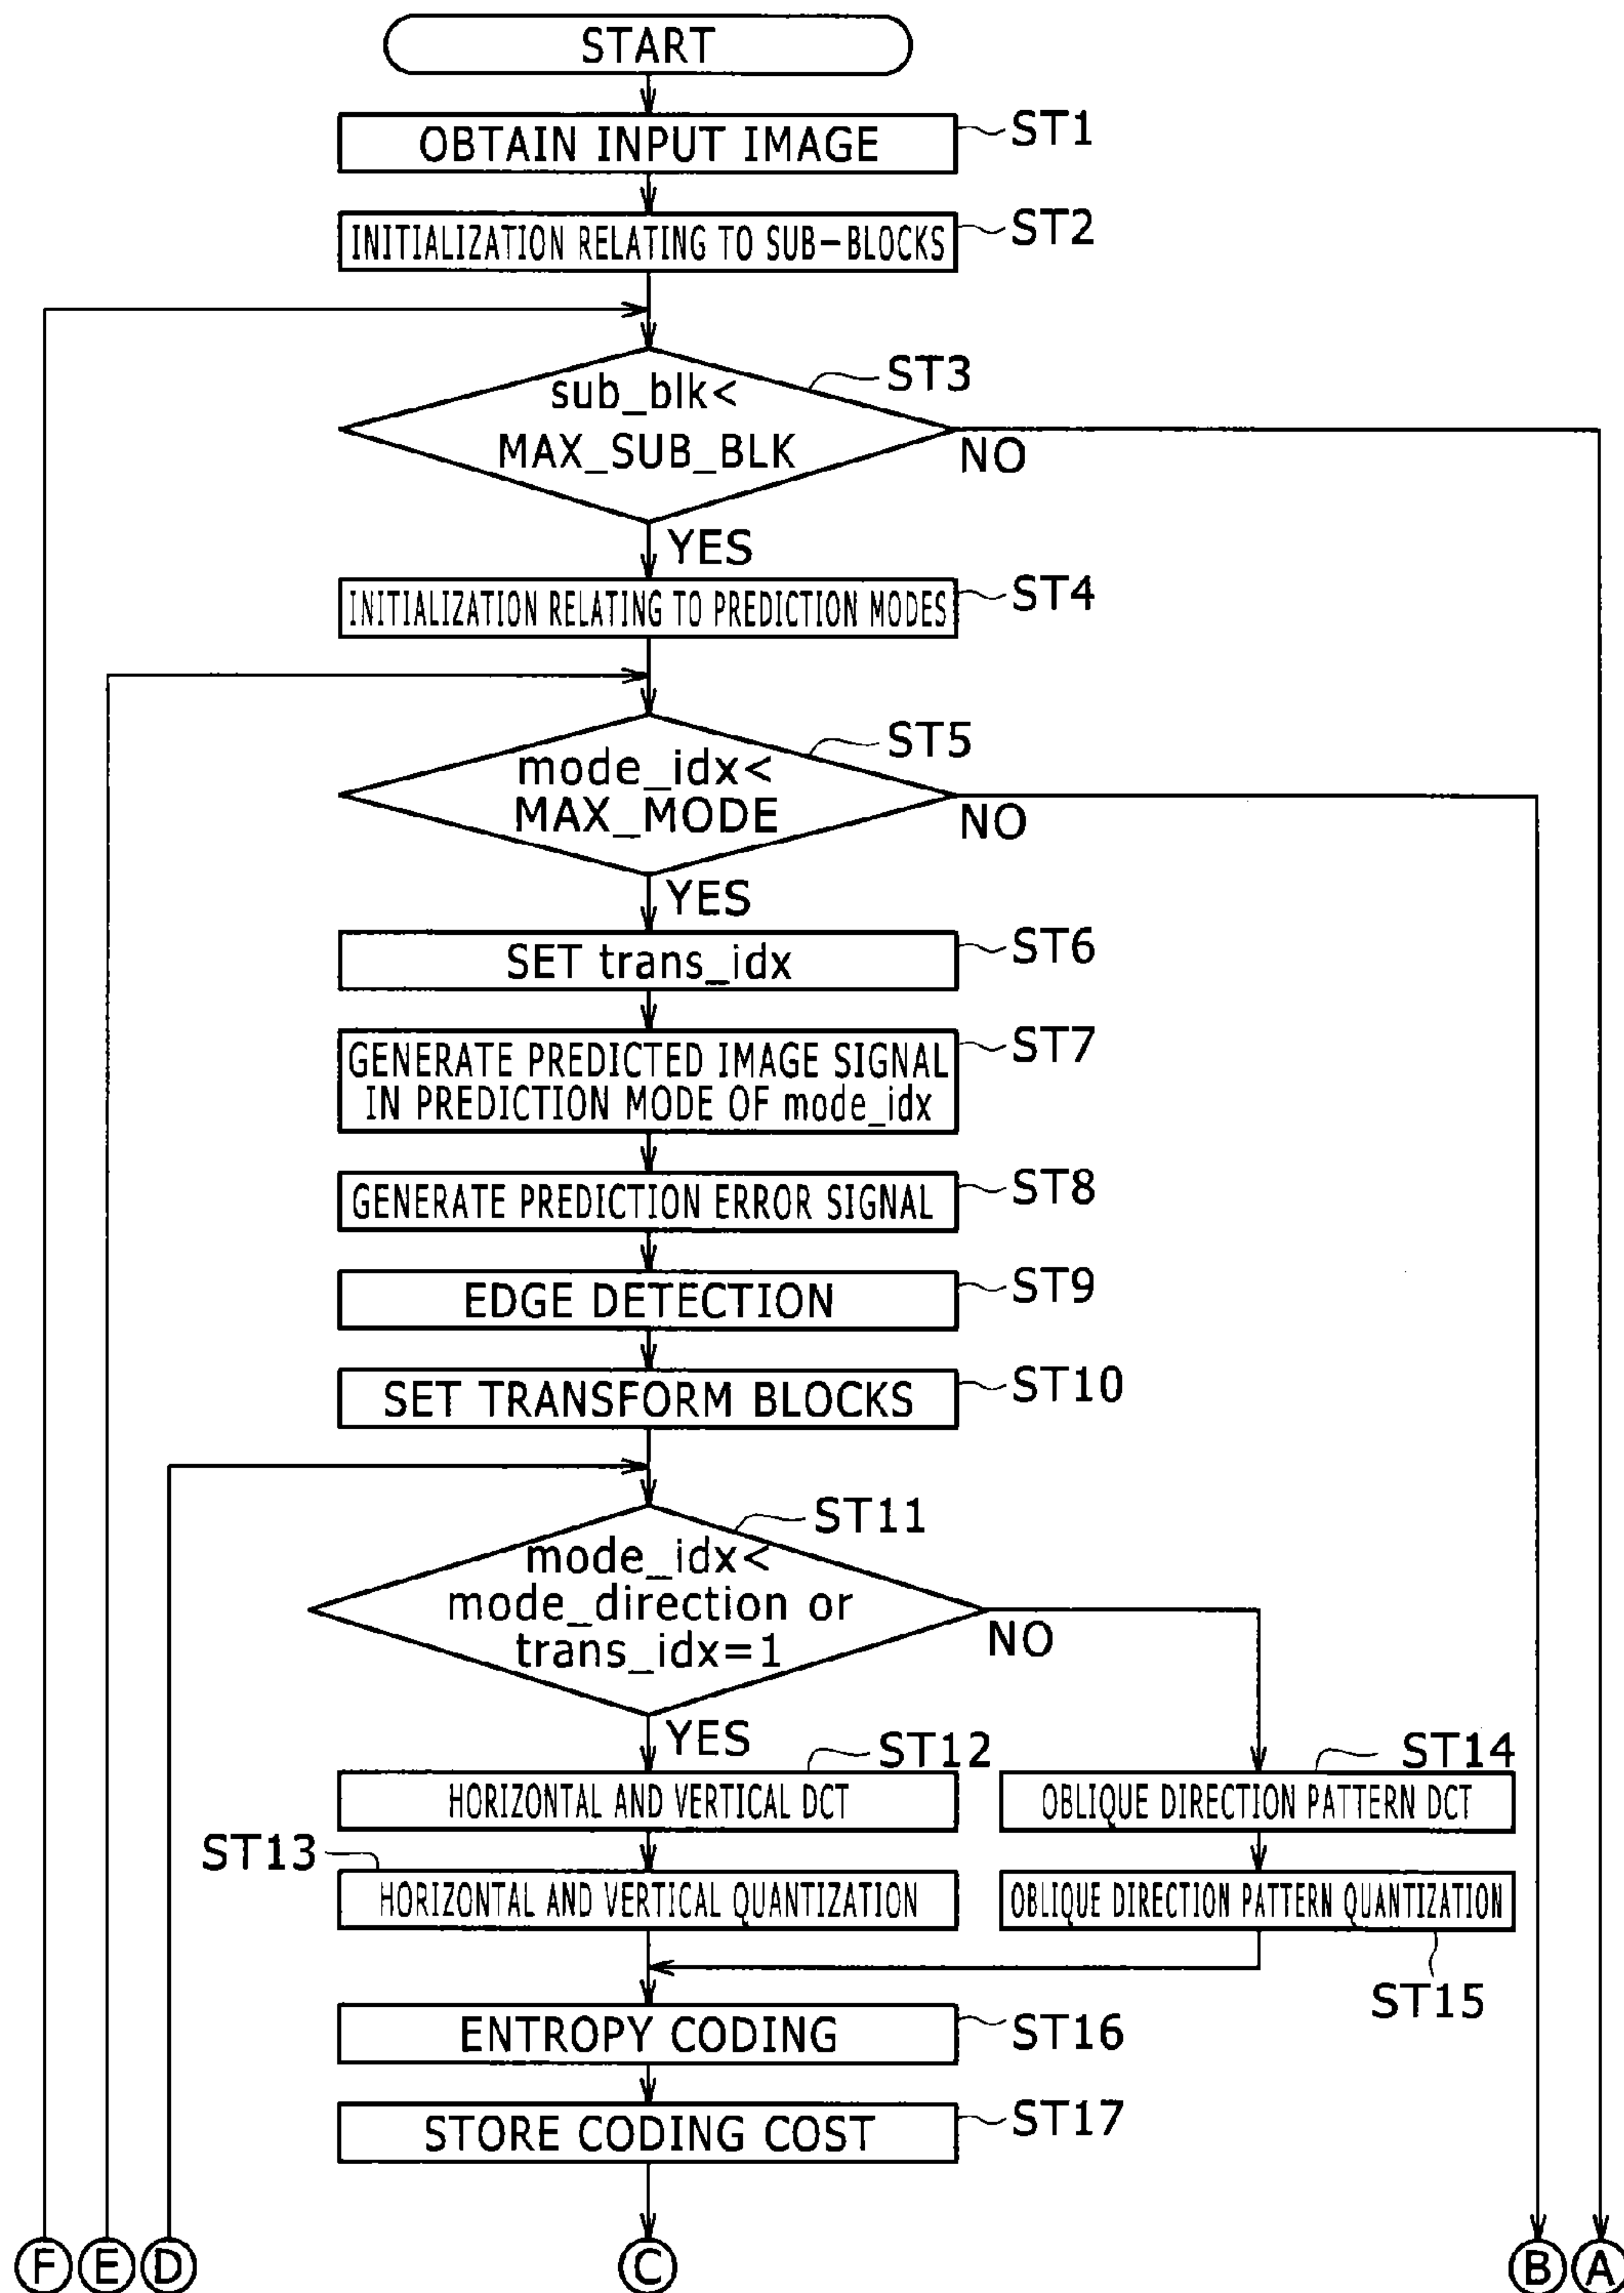 START
OBTAIN INPUT IMAGE
ST1
INITIALIZATION RELATING TO SUB-BLOCKS
ST2
sub_blk<
MAX_SUB_BLK
ST3
NO
YES
INITIALIZATION RELATING TO PREDICTION MODES
ST4
mode_idx<
MAX_MODE
ST5
NO
YES
SET trans_idx
ST6
GENERATE PREDICTED IMAGE SIGNAL
IN PREDICTION MODE OF mode_idx
ST7
GENERATE PREDICTION ERROR SIGNAL
ST8
EDGE DETECTION
ST9
SET TRANSFORM BLOCKS
ST10
mode_idx<
mode_direction or
trans_idx=1
ST11
NO
YES
ST12
HORIZONTAL AND VERTICAL DCT
ST14
OBLIQUE DIRECTION PATTERN DCT
ST13
HORIZONTAL AND VERTICAL QUANTIZATION
OBLIQUE DIRECTION PATTERN QUANTIZATION
ST15
ENTROPY CODING
ST16
STORE CODING COST
ST17
F
E
D
C
B
A